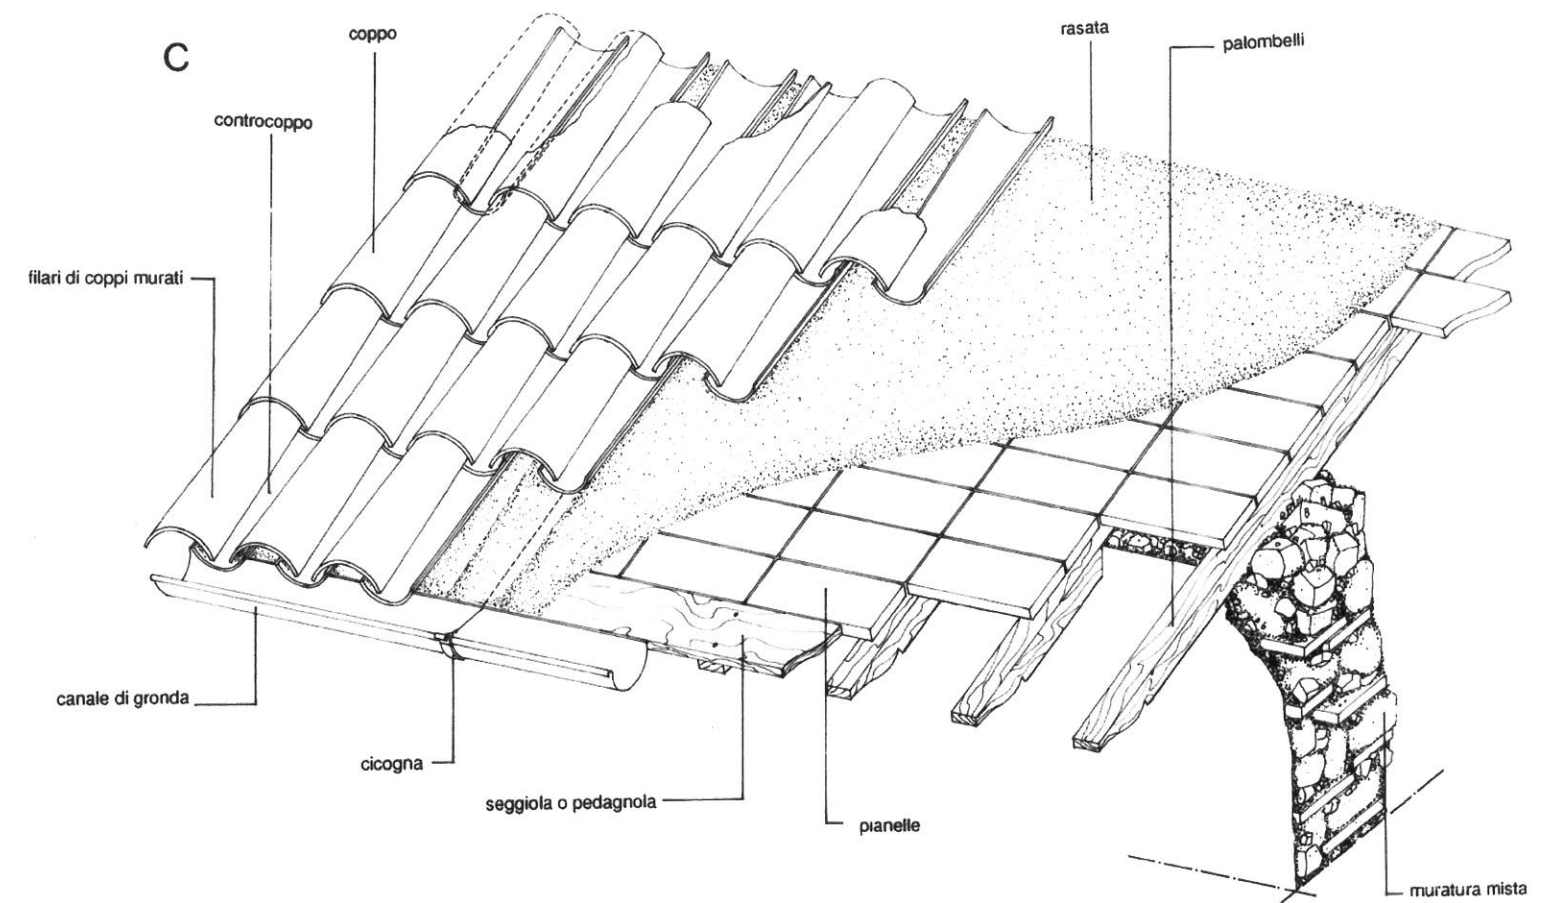 C
coppo
rasata
palombelli
controcoppo
filari di coppi murati
canale di gronda
cicogna
seggiola o pedagnola
pianelle
muratura mista